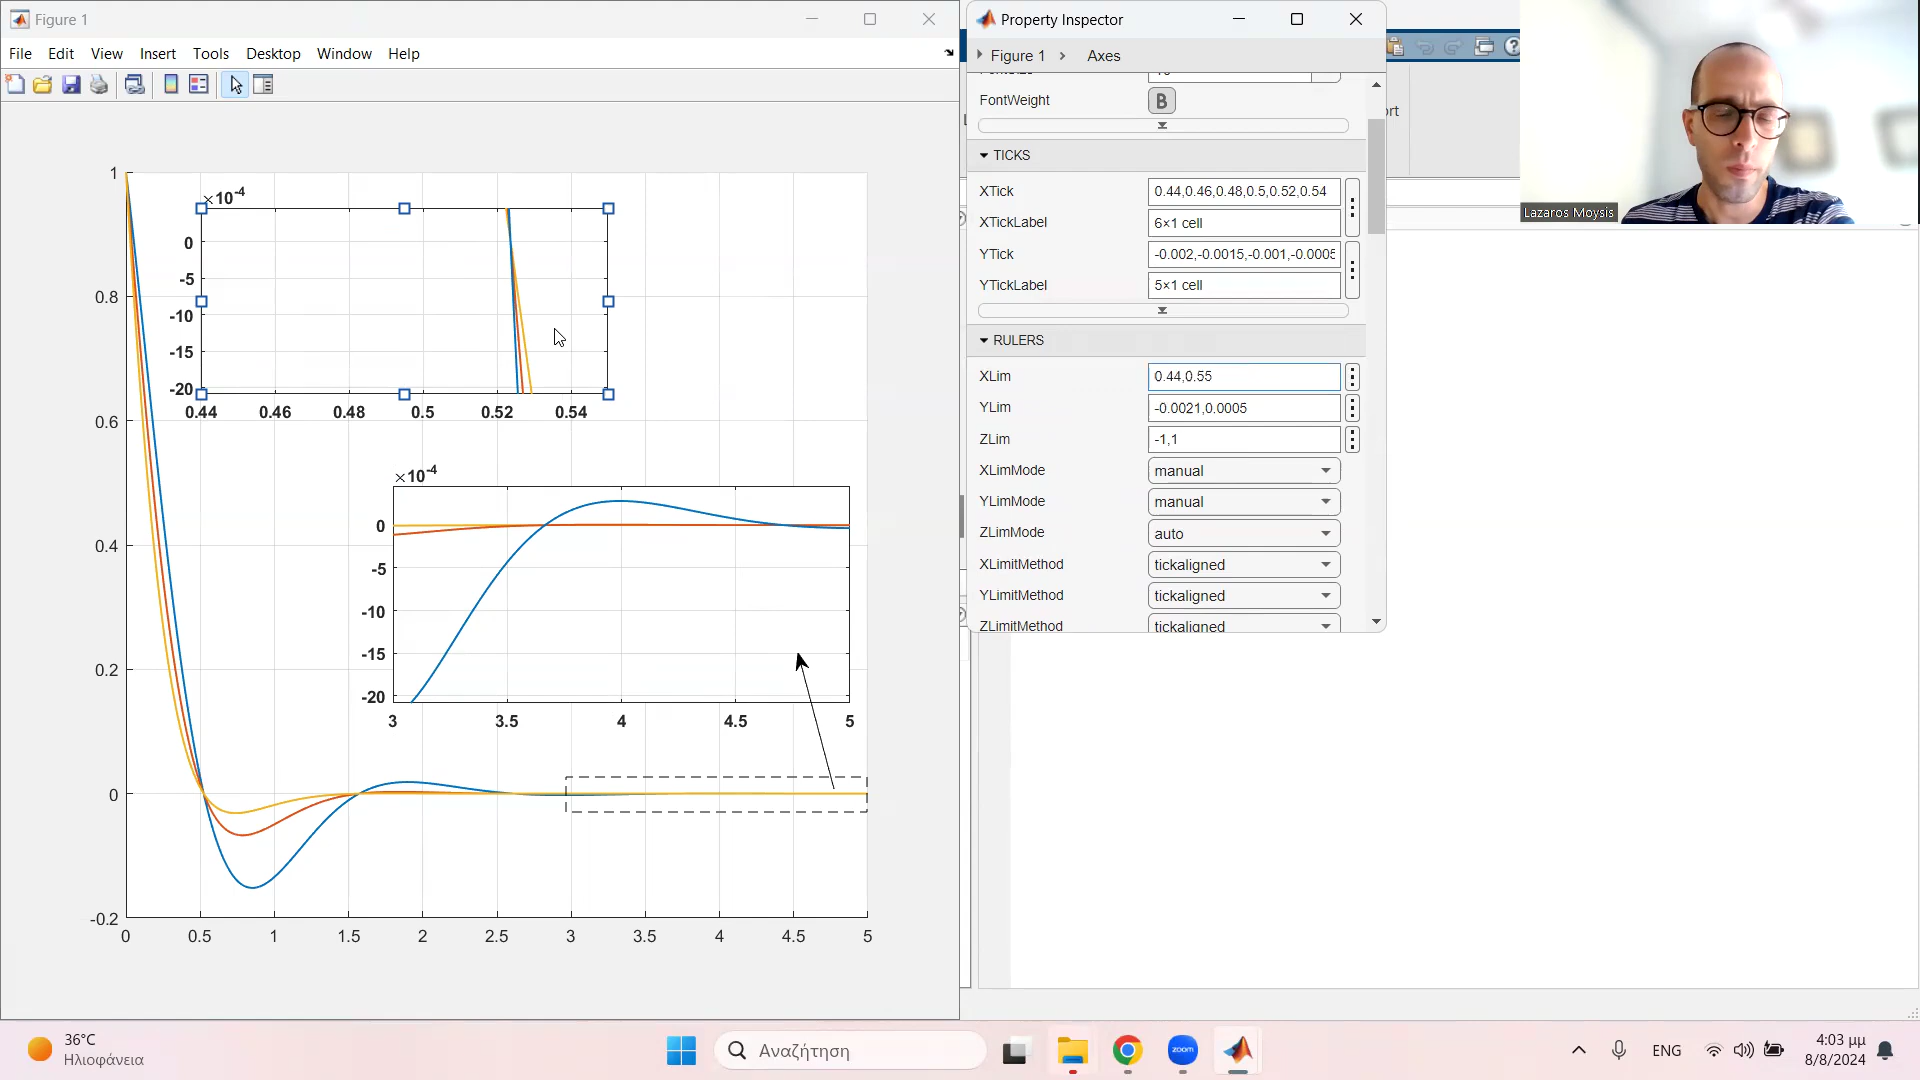 Figure 1
File Edit View Insert Tools Desktop Window Help
×10-4
0
-5
-10
-15
-20
0.44 0.46 0.48 0.5 0.52 0.54
×10-4
0
-5
-10
-15
-20
3 3.5 4 4.5 5
1
0.8
0.6
0.4
0.2
0
-0.2
0 0.5 1 1.5 2 2.5 3 3.5 4 4.5 5
Property Inspector
Figure 1 Axes
FontWeight B
TICKS
XTick 0.44,0.46,0.48,0.5,0.52,0.54
XTickLabel 6×1 cell
YTick -0.002,-0.0015,-0.001,-0.0005
YTickLabel 5×1 cell
RULERS
XLim 0.44,0.55
YLim -0.0021,0.0005
ZLim -1,1
XLimMode manual
YLimMode manual
ZLimMode auto
XLimitMethod tickaligned
YLimitMethod tickaligned
ZLimitMethod tickaligned
Lazaros Moysis
36°C
Ηλιοφάνεια
Αναζήτηση
zoom
ENG
4:03 μμ
8/8/2024